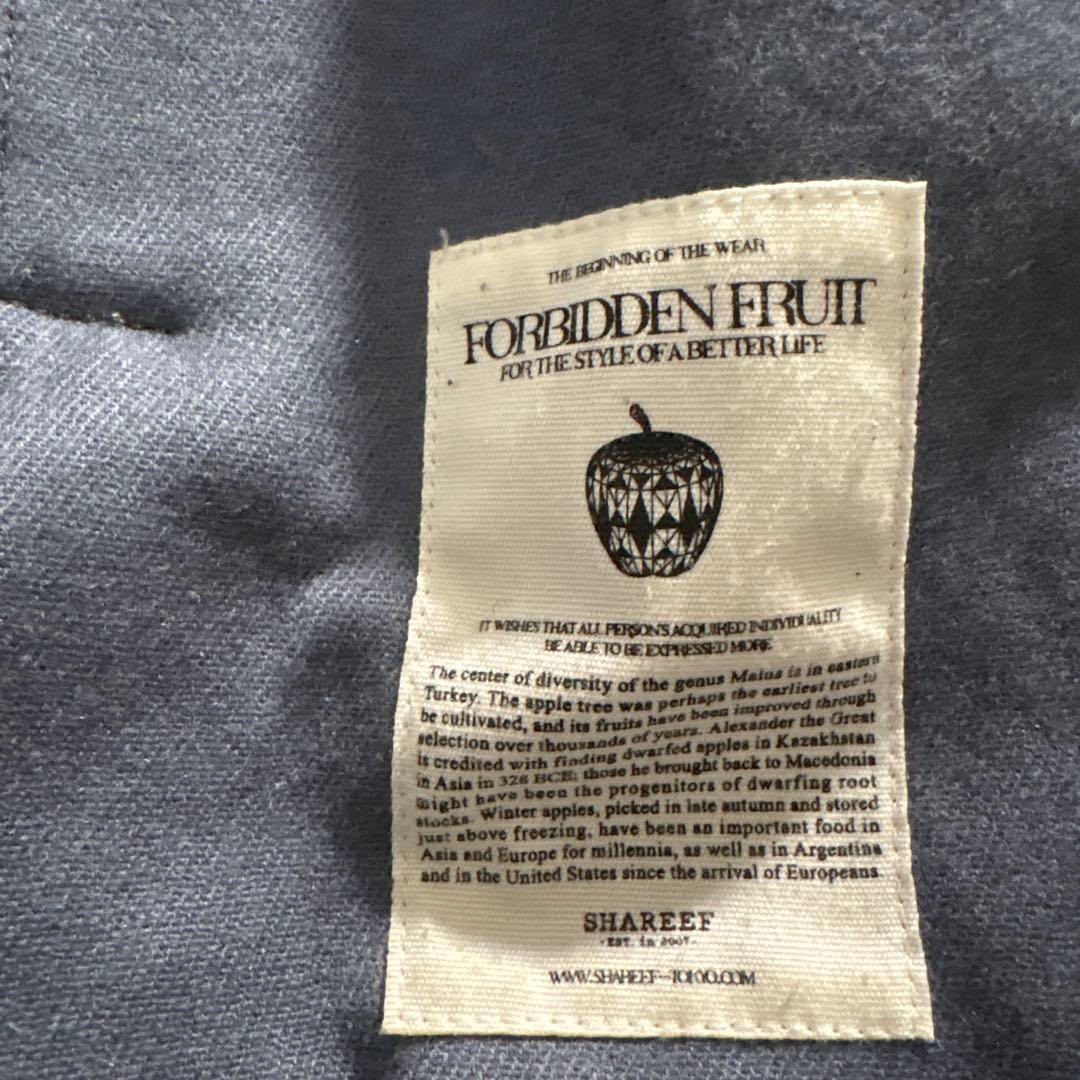 THE BEGINNING OF THE WEAR
FORBIDDEN FRUIT
FOR THE STYLE OF A BETTER LIFE
IT WISHES THAT ALL PERSON'S ACQUIRED INDIVIDUALITY
BE ABLE TO BE EXPRESSED MORE
The center of diversity of the genus Malus is in eastern
Turkey. The apple tree was perhaps the earliest tree to
be cultivated, and its fruits have been improved through
selection over thousands of years. Alexander the Great
is credited with finding dwarfed apples in Kazakhstan
in Asia in 328 BCE; those he brought back to Macedonia
might have been the progenitors of dwarfing root
stocks. Winter apples, picked in late autumn and stored
just above freezing, have been an important food in
Asia and Europe for millennia, as well as in Argentina
and in the United States since the arrival of Europeans.
SHAREEF
-EST. in 2007-
WWW.SHAREEF-TOKYO.COM